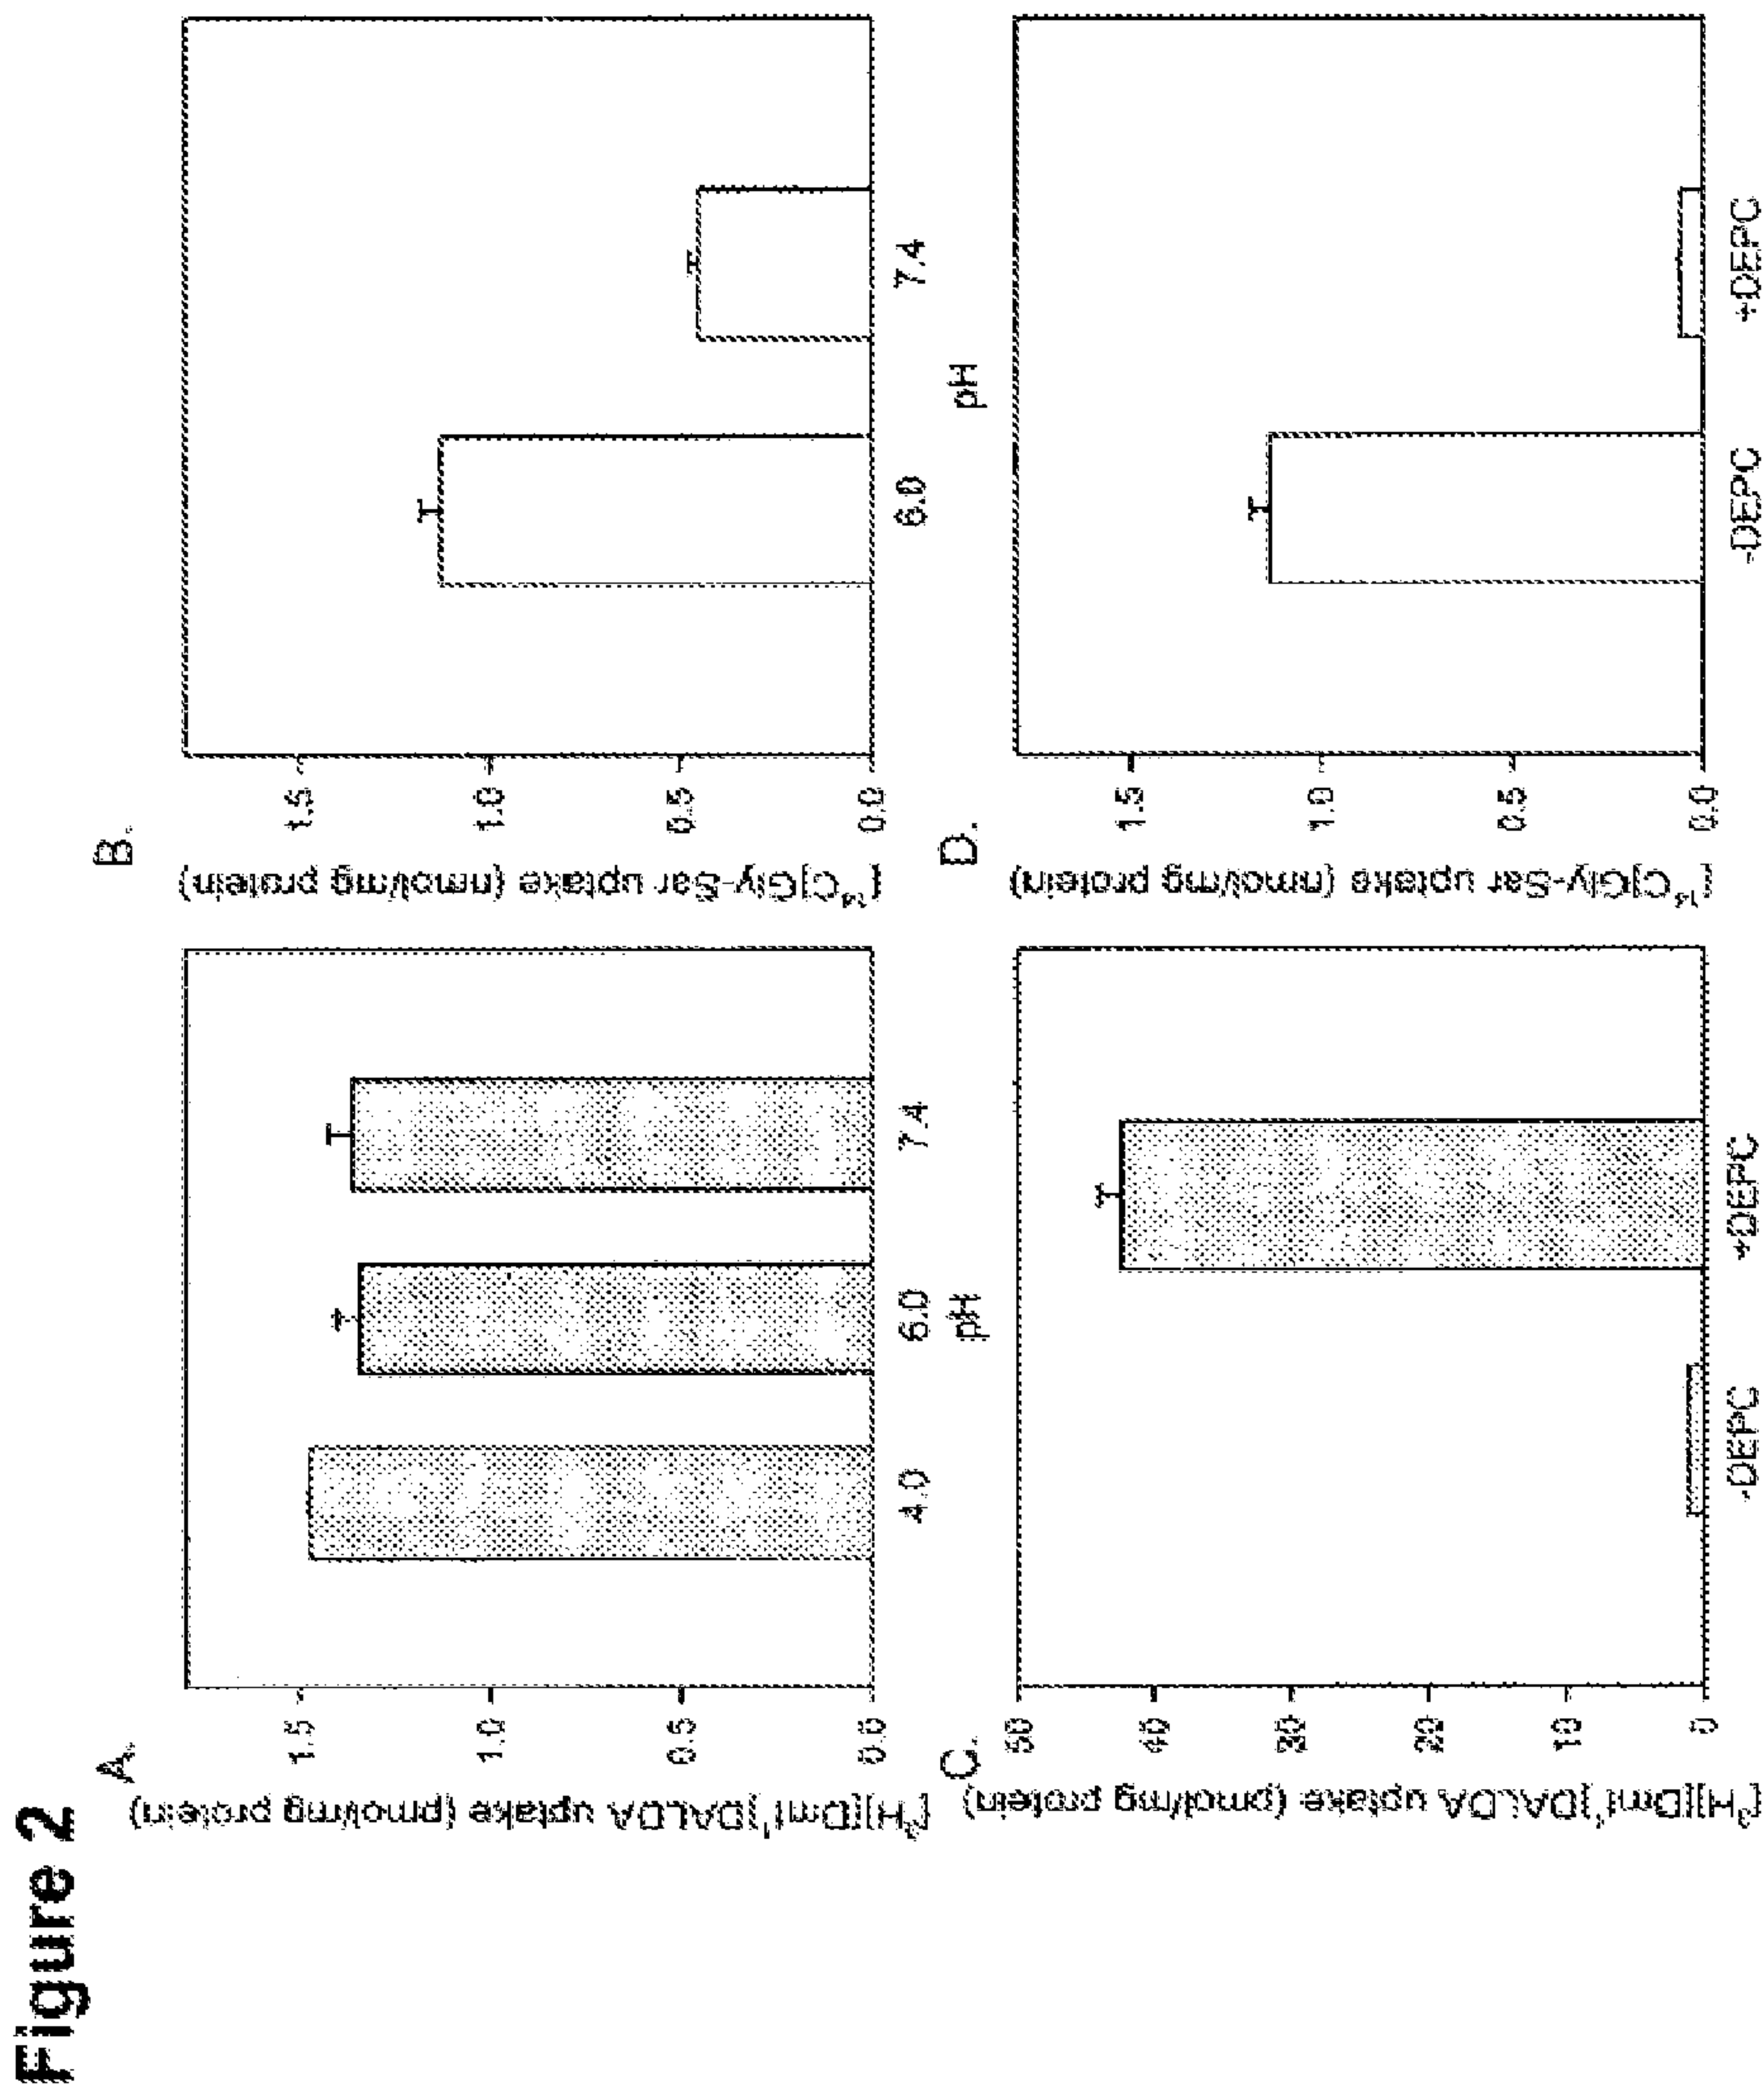 Figure 2
A.
[³H][Dmt¹]DALDA uptake (pmol/mg protein)
1.5
1.0
0.5
0.0
4.0
6.0
7.4
pH
B.
[¹⁴C]Gly-Sar uptake (nmol/mg protein)
1.5
1.0
0.5
0.0
6.0
7.4
pH
C.
[³H][Dmt¹]DALDA uptake (pmol/mg protein)
50
40
30
20
10
0
-DEPC
+DEPC
D.
[¹⁴C]Gly-Sar uptake (nmol/mg protein)
1.5
1.0
0.5
0.0
-DEPC
+DEPC